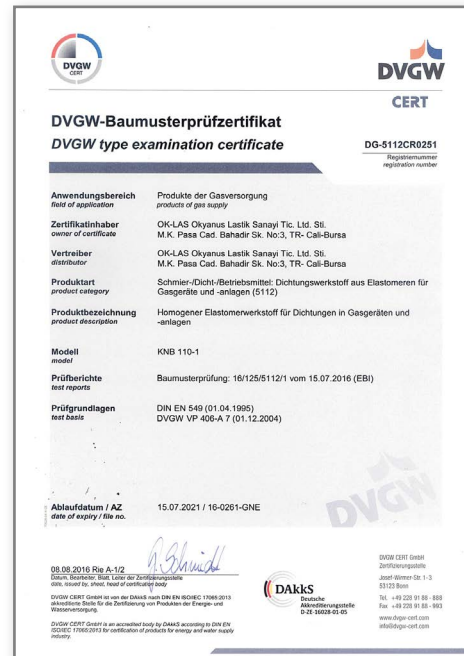 DVGW
CERT
DVGW
CERT
DVGW-Baumusterprüfzertifikat
DVGW type examination certificate
DG-5112CR0251
Registriernummer
registration number
Anwendungsbereich
field of application
Produkte der Gasversorgung
products of gas supply
Zertifikatinhaber
owner of certificate
OK-LAS Okyanus Lastik Sanayi Tic. Ltd. Sti.
M.K. Pasa Cad. Bahadir Sk. No:3, TR- Cali-Bursa
Vertreiber
distributor
OK-LAS Okyanus Lastik Sanayi Tic. Ltd. Sti.
M.K. Pasa Cad. Bahadir Sk. No:3, TR- Cali-Bursa
Produktart
product category
Schmier-/Dicht-/Betriebsmittel: Dichtungswerkstoff aus Elastomeren für
Gasgeräte und -anlagen (5112)
Produktbezeichnung
product description
Homogener Elastomerwerkstoff für Dichtungen in Gasgeräten und
-anlagen
Modell
model
KNB 110-1
Prüfberichte
test reports
Baumusterprüfung: 16/125/5112/1 vom 15.07.2016 (EBI)
Prüfgrundlagen
test basis
DIN EN 549 (01.04.1995)
DVGW VP 406-A 7 (01.12.2004)
Ablaufdatum / AZ
date of expiry / file no.
15.07.2021 / 16-0261-GNE
DVGW
08.08.2016 Rie A-1/2
Datum, Bearbeiter, Blatt, Leiter der Zertifizierungsstelle
date, issued by, sheet, head of certification body
DVGW CERT GmbH ist von der DAkkS nach DIN EN ISO/IEC 17065:2013
akkreditierte Stelle für die Zertifizierung von Produkten der Energie- und
Wasserversorgung.
DVGW CERT GmbH is an accredited body by DAkkS according to DIN EN
ISO/IEC 17065:2013 for certification of products for energy and water supply
industry.
DAkkS
Deutsche
Akkreditierungsstelle
D-ZE-16028-01-05
DVGW CERT GmbH
Zertifizierungsstelle
Josef-Wirmer-Str. 1-3
53123 Bonn
Tel. +49 228 91 88 - 888
Fax +49 228 91 88 - 993
www.dvgw-cert.com
info@dvgw-cert.com